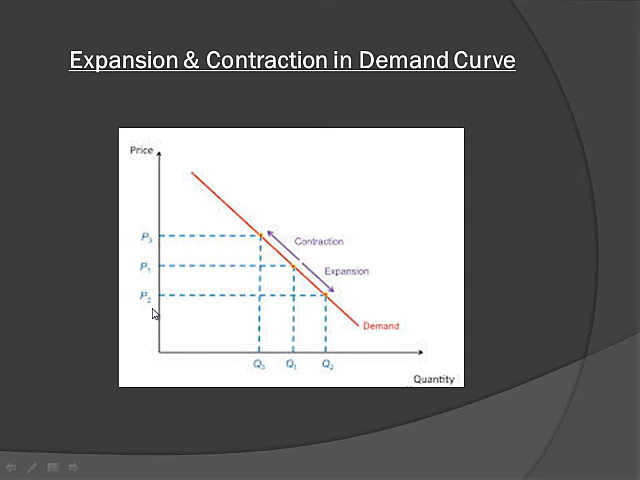 Expansion & Contraction in Demand Curve
Price
P₃
Contraction
P₁
Expansion
P₂
Demand
Q₃ Q₁ Q₂
Quantity